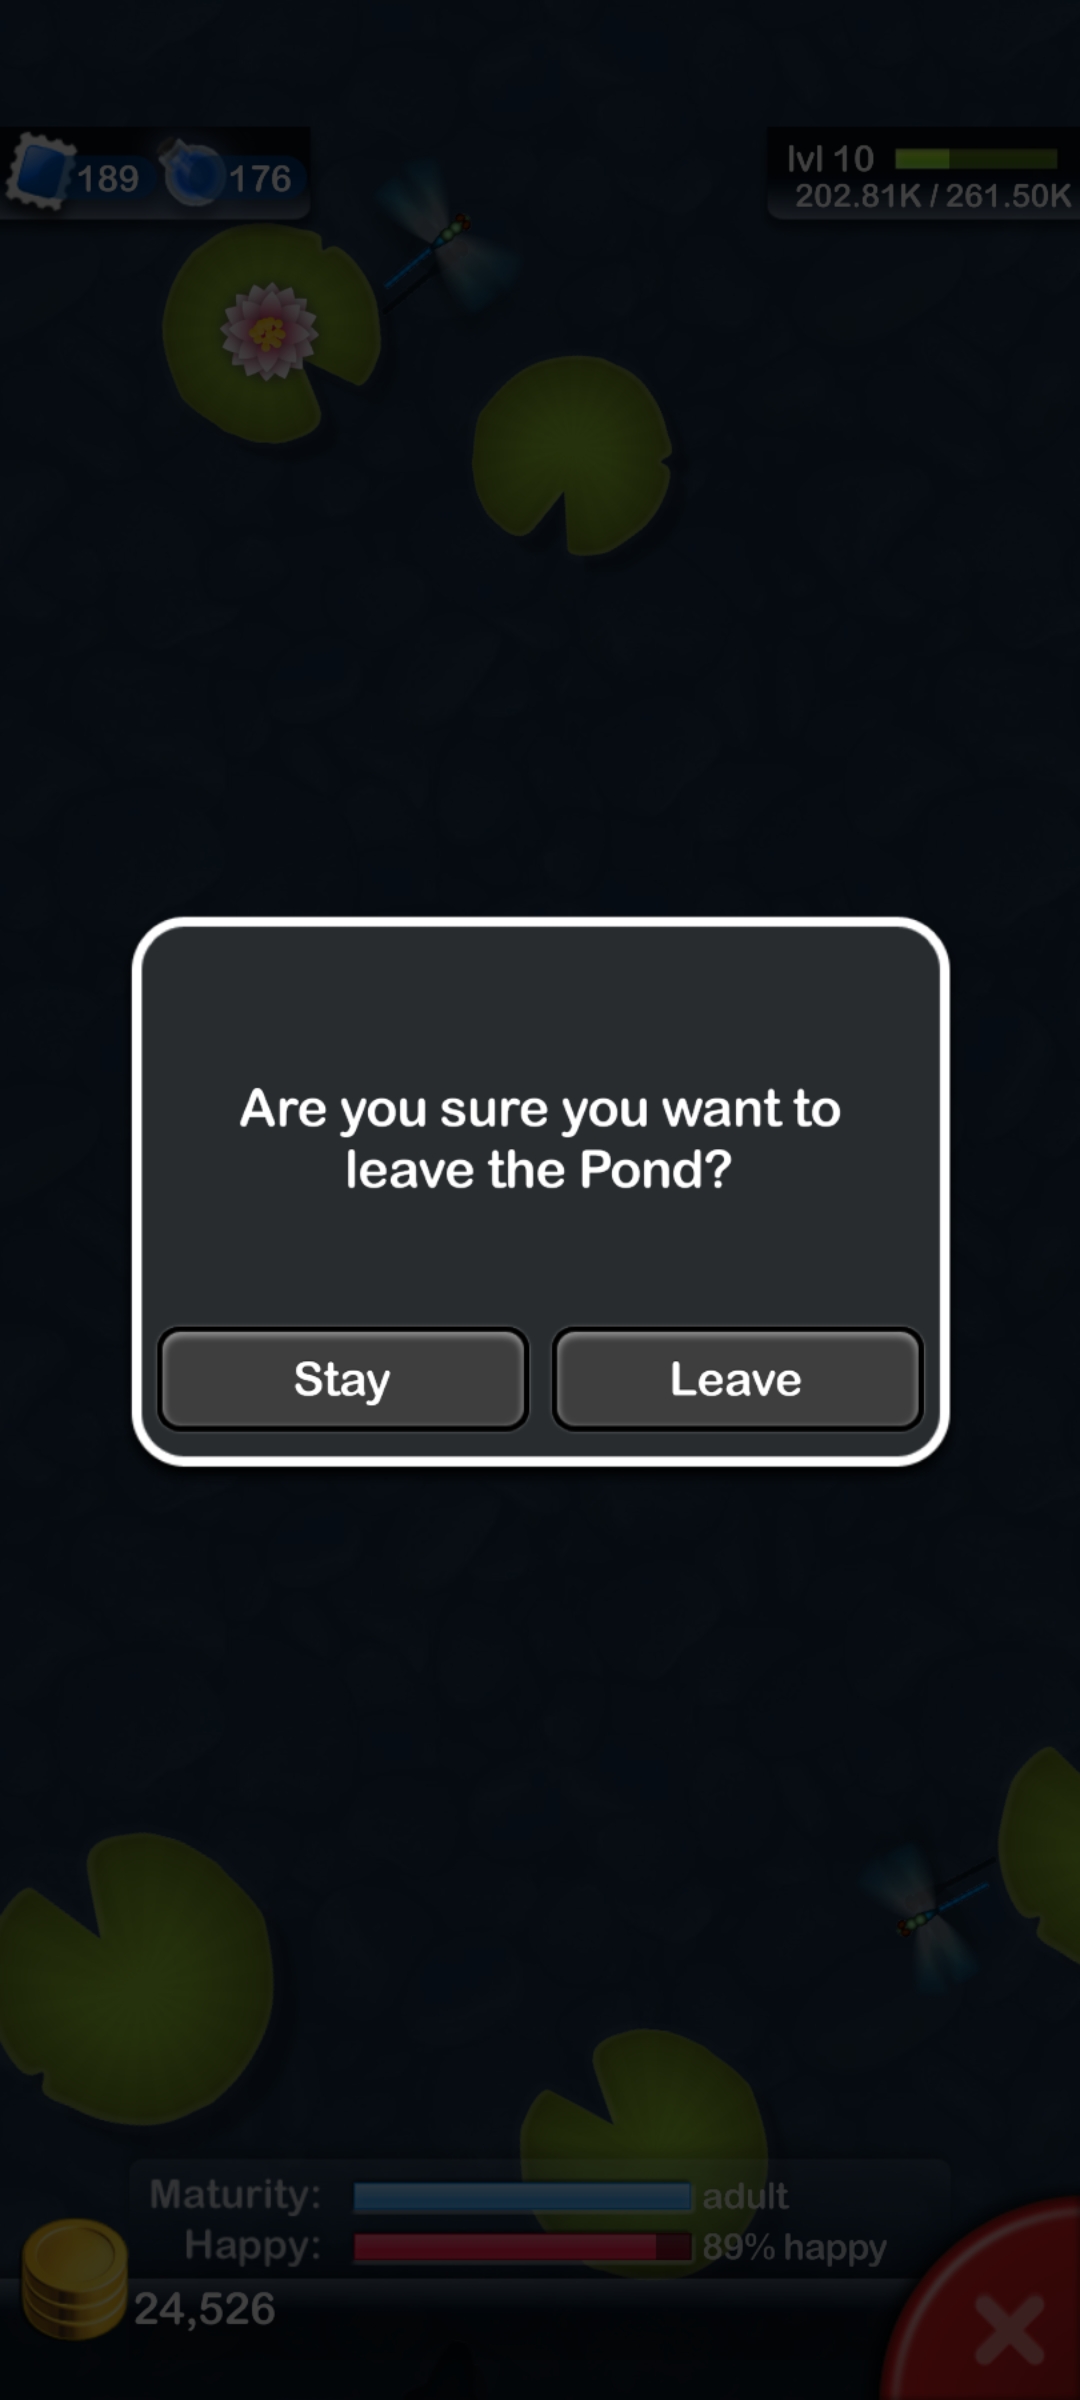 189 176
lvl 10
202.81K / 261.50K
Are you sure you want to
leave the Pond?
Stay Leave
Maturity: adult
Happy: 89% happy
24,526